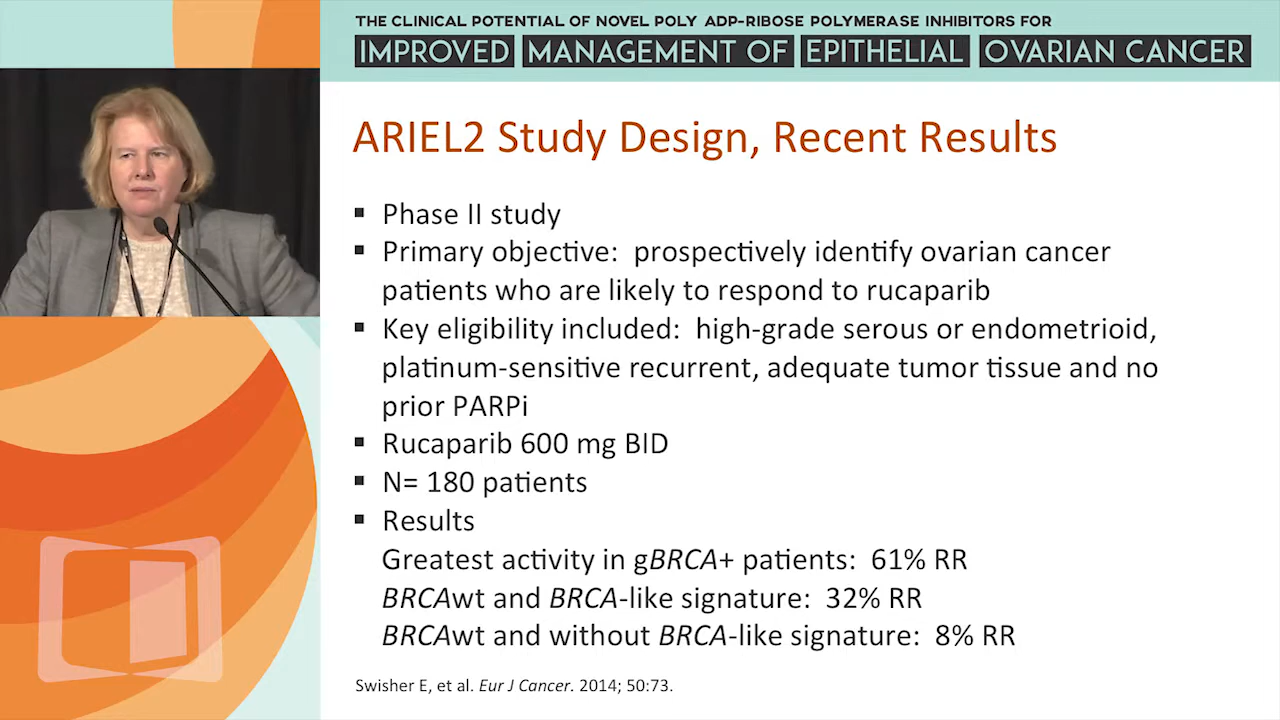 THE CLINICAL POTENTIAL OF NOVEL POLY ADP-RIBOSE POLYMERASE INHIBITORS FOR
IMPROVED MANAGEMENT OF EPITHELIAL OVARIAN CANCER
ARIEL2 Study Design, Recent Results
▪ Phase II study
▪ Primary objective: prospectively identify ovarian cancer
patients who are likely to respond to rucaparib
▪ Key eligibility included: high-grade serous or endometrioid,
platinum-sensitive recurrent, adequate tumor tissue and no
prior PARPi
▪ Rucaparib 600 mg BID
▪ N= 180 patients
▪ Results
Greatest activity in gBRCA+ patients: 61% RR
BRCAwt and BRCA-like signature: 32% RR
BRCAwt and without BRCA-like signature: 8% RR
Swisher E, et al. Eur J Cancer. 2014; 50:73.